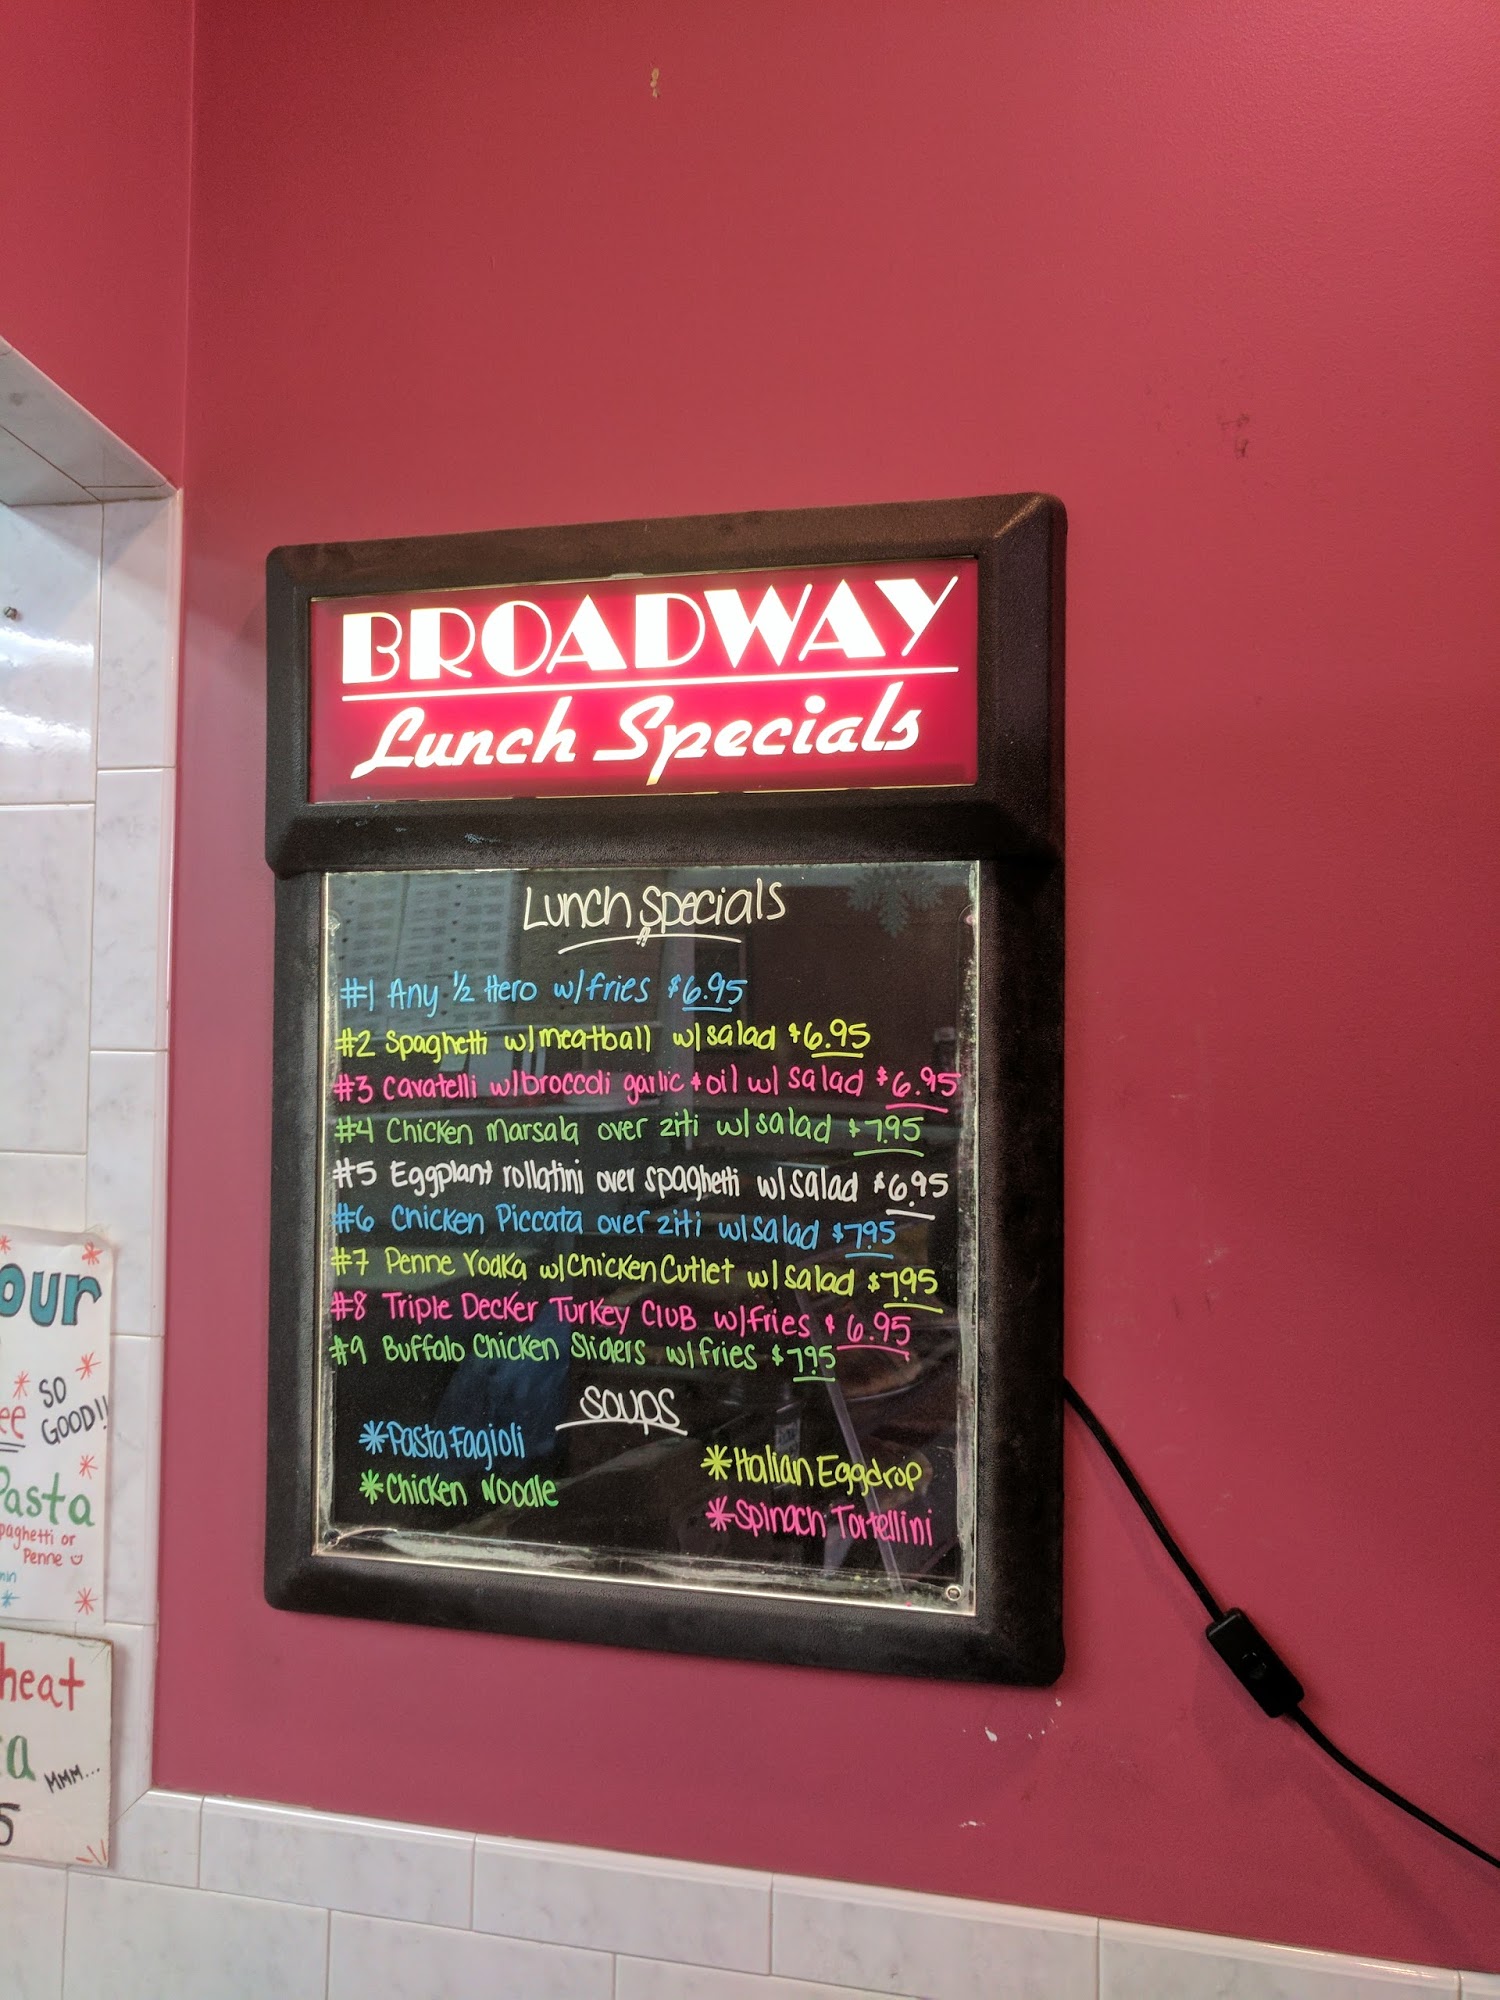 BROADWAY
Lunch Specials
Lunch Specials
#1 Any 1/2 Hero w/fries $6.95
#2 Spaghetti w/meatball w/salad $6.95
#3 Cavatelli w/broccoli garlic + oil w/ salad $6.95
#4 Chicken Marsala over ziti w/salad $7.95
#5 Eggplant rollatini over spaghetti w/salad $6.95
#6 Chicken Piccata over ziti w/salad $7.95
#7 Penne Vodka w/Chicken Cutlet w/salad $7.95
#8 Triple Decker Turkey Club w/fries $6.95
#9 Buffalo Chicken Sliders w/fries $7.95
Soups
*Pasta Fagioli
*Italian Eggdrop
*Chicken Noodle
*Spinach Tortellini
our
SO
GOOD!!
Pasta
paghetti or
Penne
heat
a MMM...
5